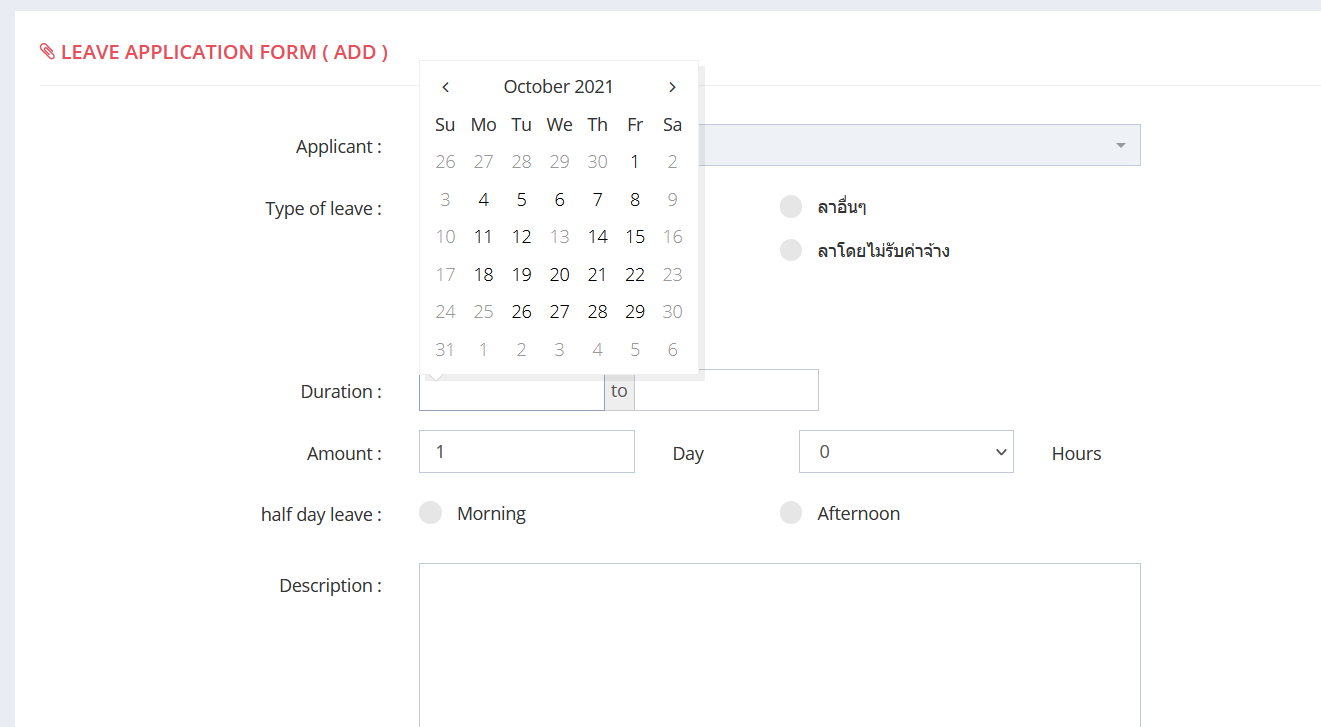 LEAVE APPLICATION FORM ( ADD )
October 2021
Su Mo Tu We Th Fr Sa
26 27 28 29 30 1 2
3 4 5 6 7 8 9
10 11 12 13 14 15 16
17 18 19 20 21 22 23
24 25 26 27 28 29 30
31 1 2 3 4 5 6
Applicant :
Type of leave :
ลาอื่นๆ
ลาโดยไม่รับค่าจ้าง
Duration : to
Amount : 1 Day 0 Hours
half day leave : Morning Afternoon
Description :